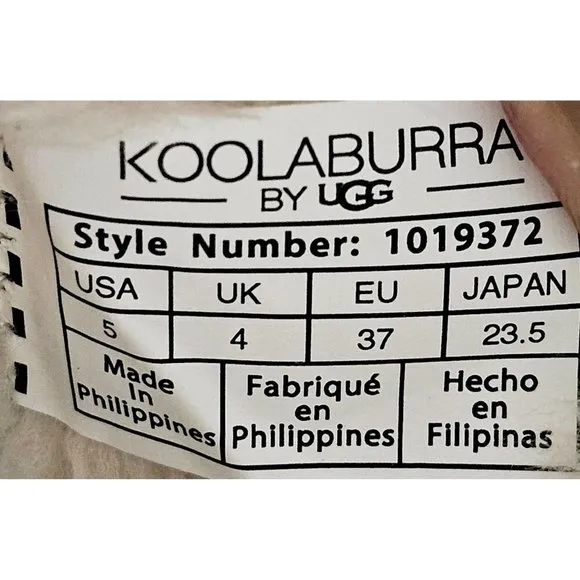 KOOLABURRA
BY UGG
Style Number: 1019372
USA UK EU JAPAN
5 4 37 23.5
Made
In
Philippines
Fabriqué
en
Philippines
Hecho
en
Filipinas